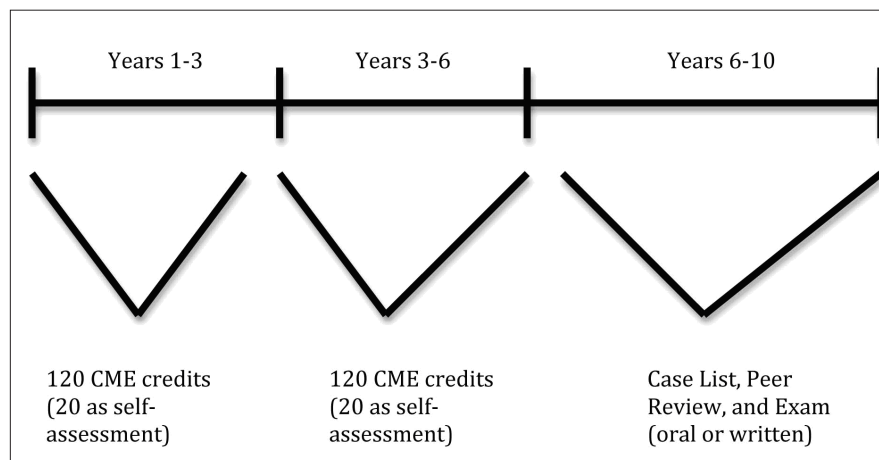 Years 1-3
Years 3-6
Years 6-10
120 CME credits
(20 as self-
assessment)
120 CME credits
(20 as self-
assessment)
Case List, Peer
Review, and Exam
(oral or written)